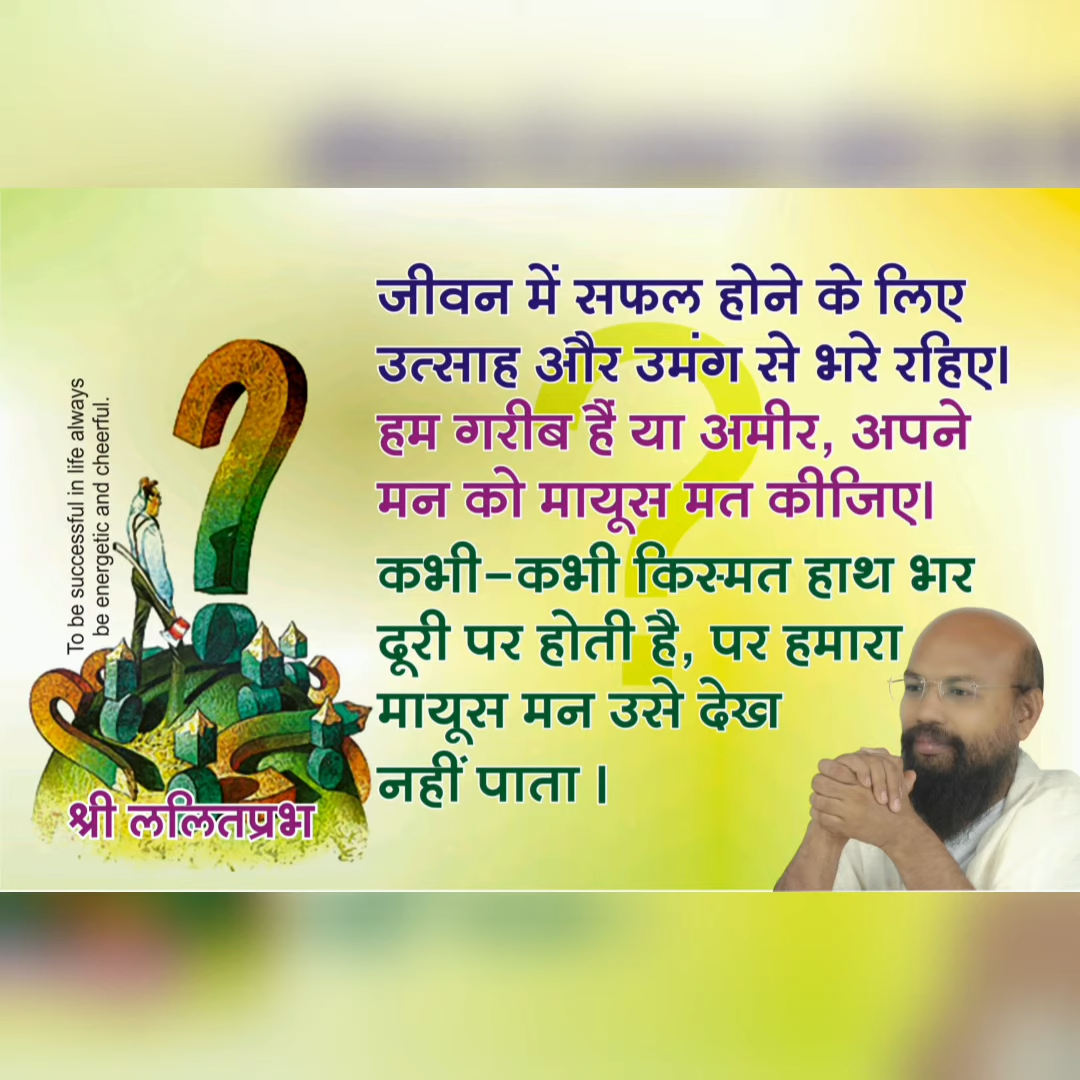 जीवन में सफल होने के लिए
उत्साह और उमंग से भरे रहिए।
हम गरीब हैं या अमीर, अपने
मन को मायूस मत कीजिए।
कभी-कभी किस्मत हाथ भर
दूरी पर होती है, पर हमारा
मायूस मन उसे देख
नहीं पाता।
To be successful in life always
be energetic and cheerful.
श्री ललितप्रभ